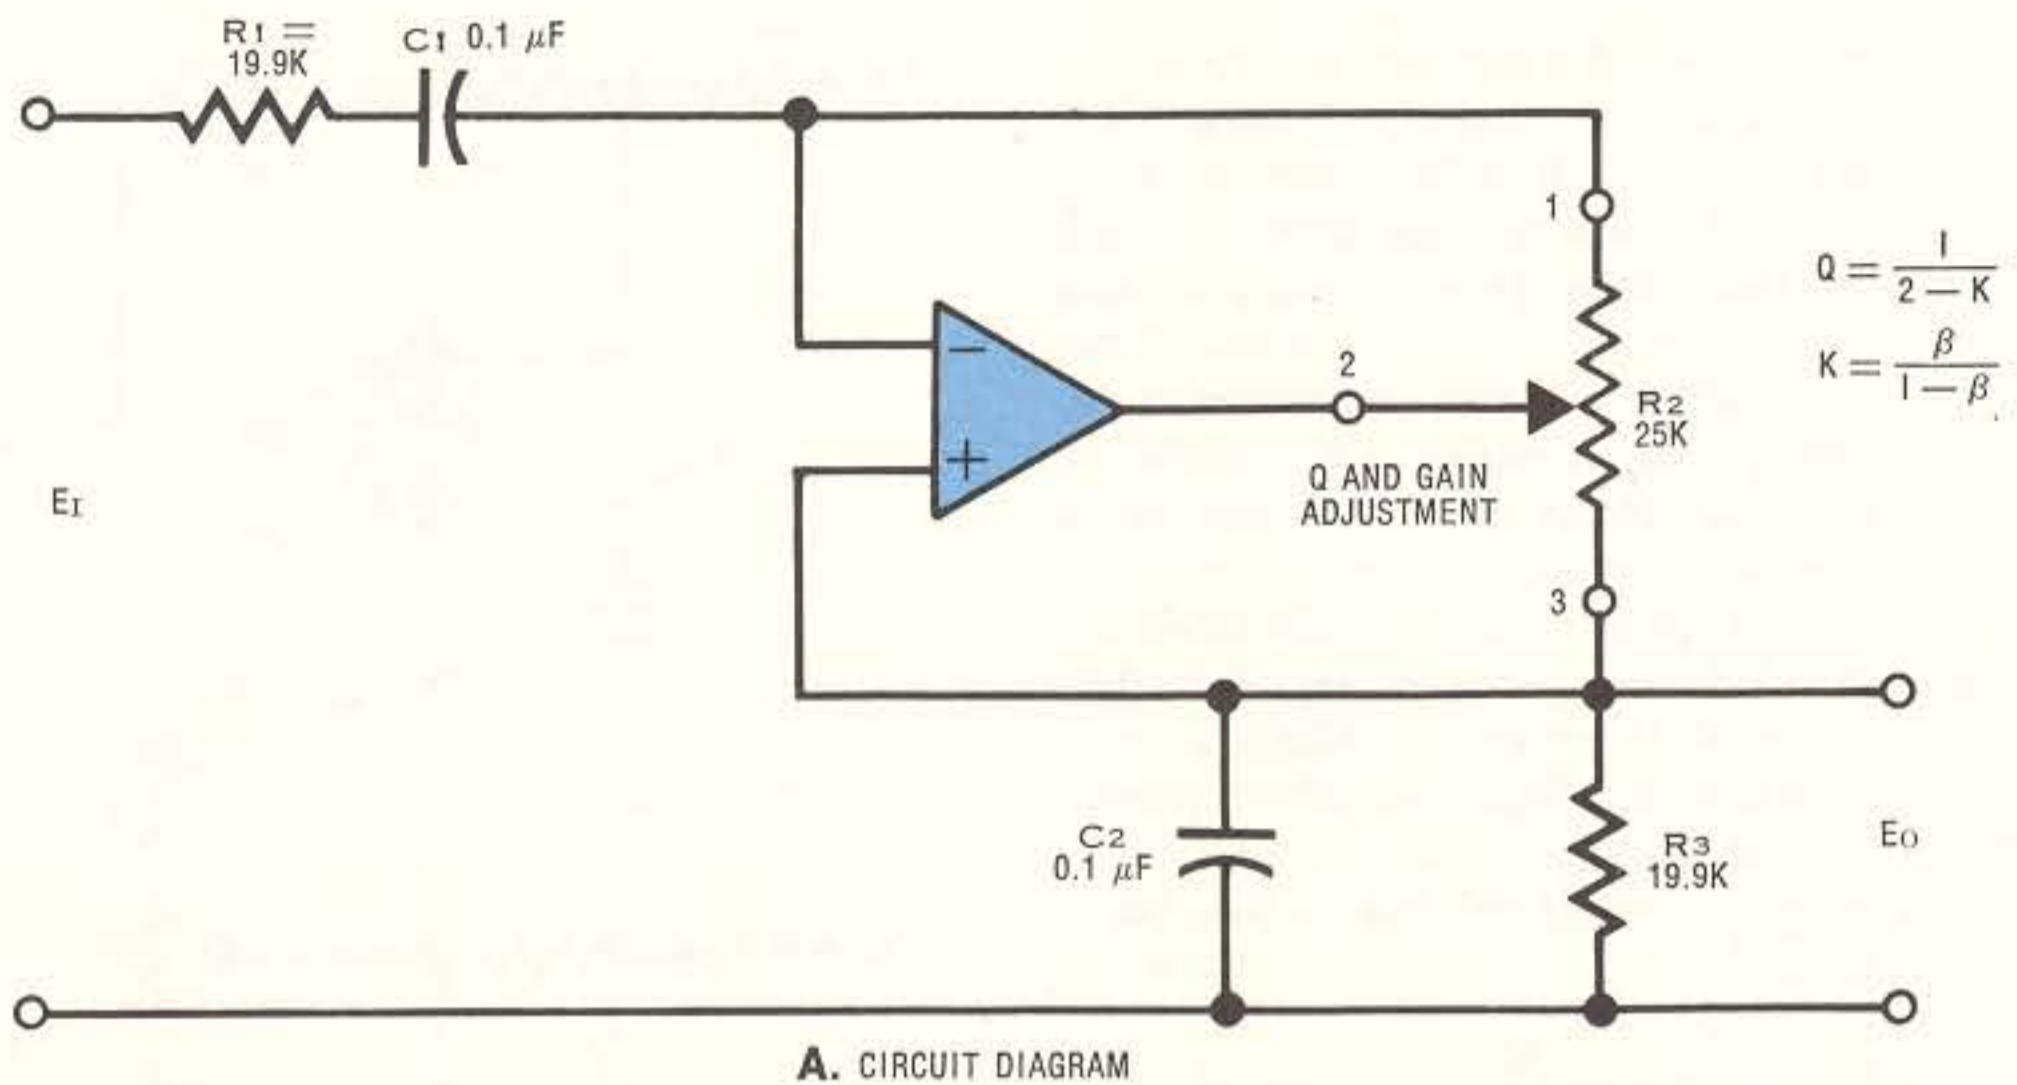 R1 =
19.9K
C1 0.1 μF
1
Q = 1 / 2 — K
K = β / 1 — β
2
R2
25K
Q AND GAIN
ADJUSTMENT
−
+
EI
3
C2
0.1 μF
R3
19.9K
EO
A. CIRCUIT DIAGRAM